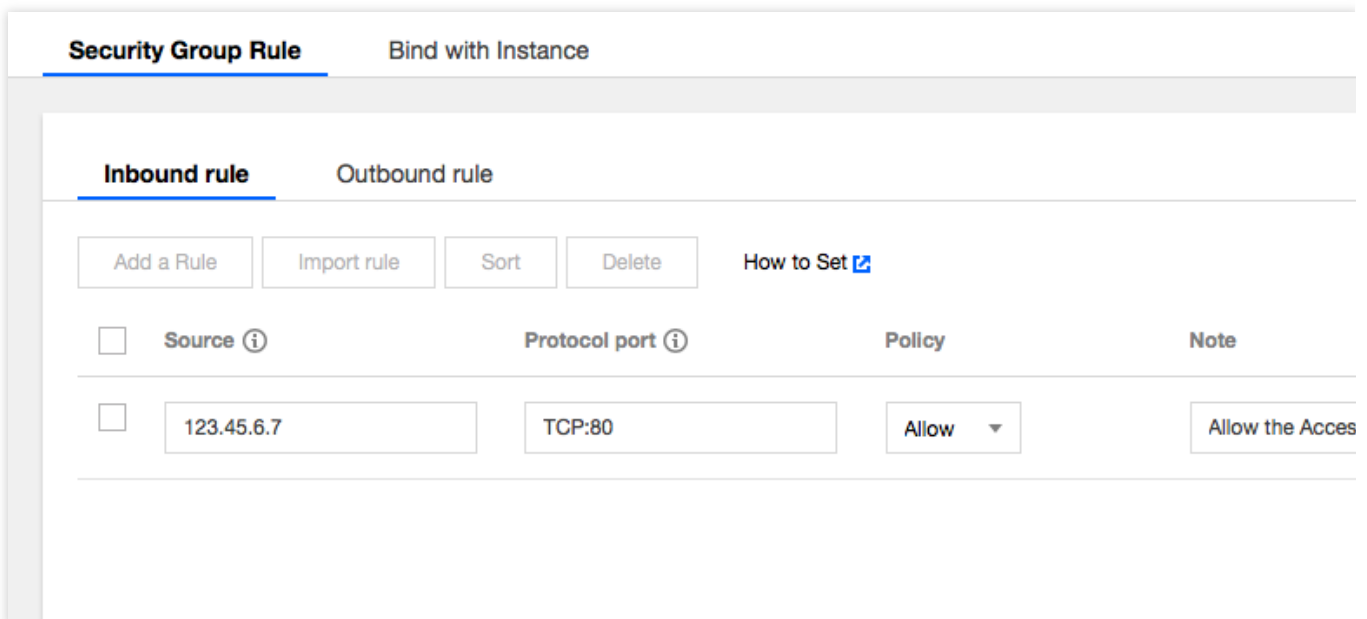 Security Group Rule Bind with Instance
Inbound rule Outbound rule
Add a Rule Import rule Sort Delete How to Set
Source Protocol port Policy Note
123.45.6.7 TCP:80 Allow Allow the Acces